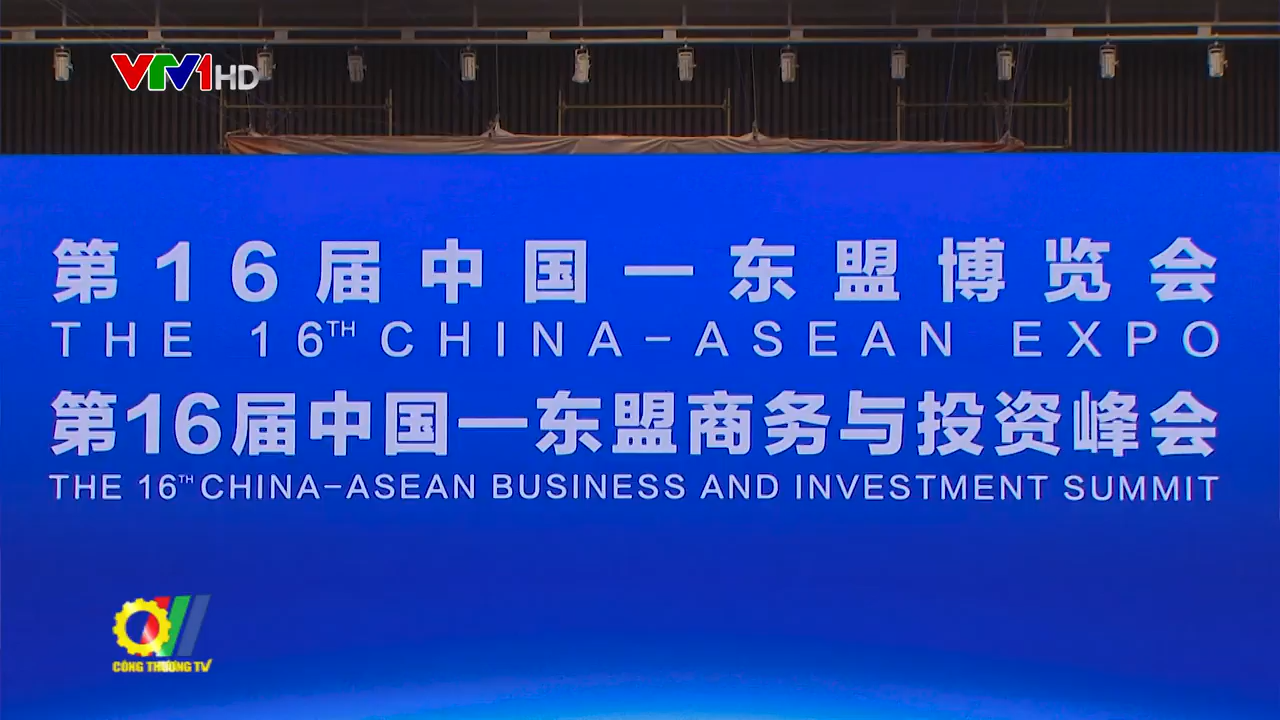 VTV1 HD
第16届中国—东盟博览会
THE 16TH CHINA-ASEAN EXPO
第16届中国—东盟商务与投资峰会
THE 16TH CHINA-ASEAN BUSINESS AND INVESTMENT SUMMIT
CÔNG THƯƠNG TV